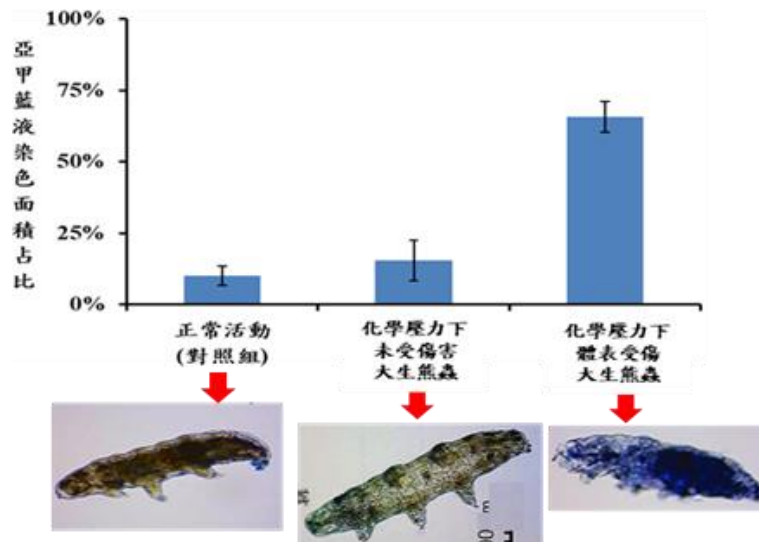 100%
75%
50%
25%
0%
亞甲藍液染色面積占比
正常活動
(對照組)
化學壓力下
未受傷害
大生熊蟲
化學壓力下
體表受傷
大生熊蟲